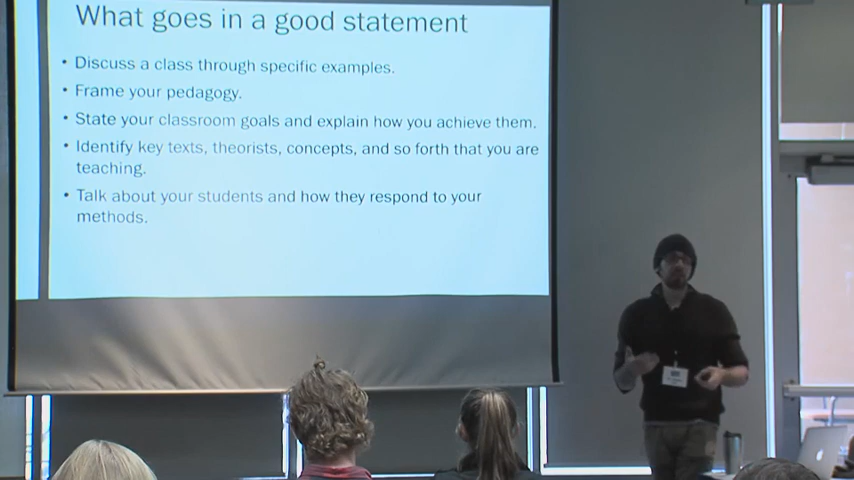 What goes in a good statement
• Discuss a class through specific examples.
• Frame your pedagogy.
• State your classroom goals and explain how you achieve them.
• Identify key texts, theorists, concepts, and so forth that you are
teaching.
• Talk about your students and how they respond to your
methods.